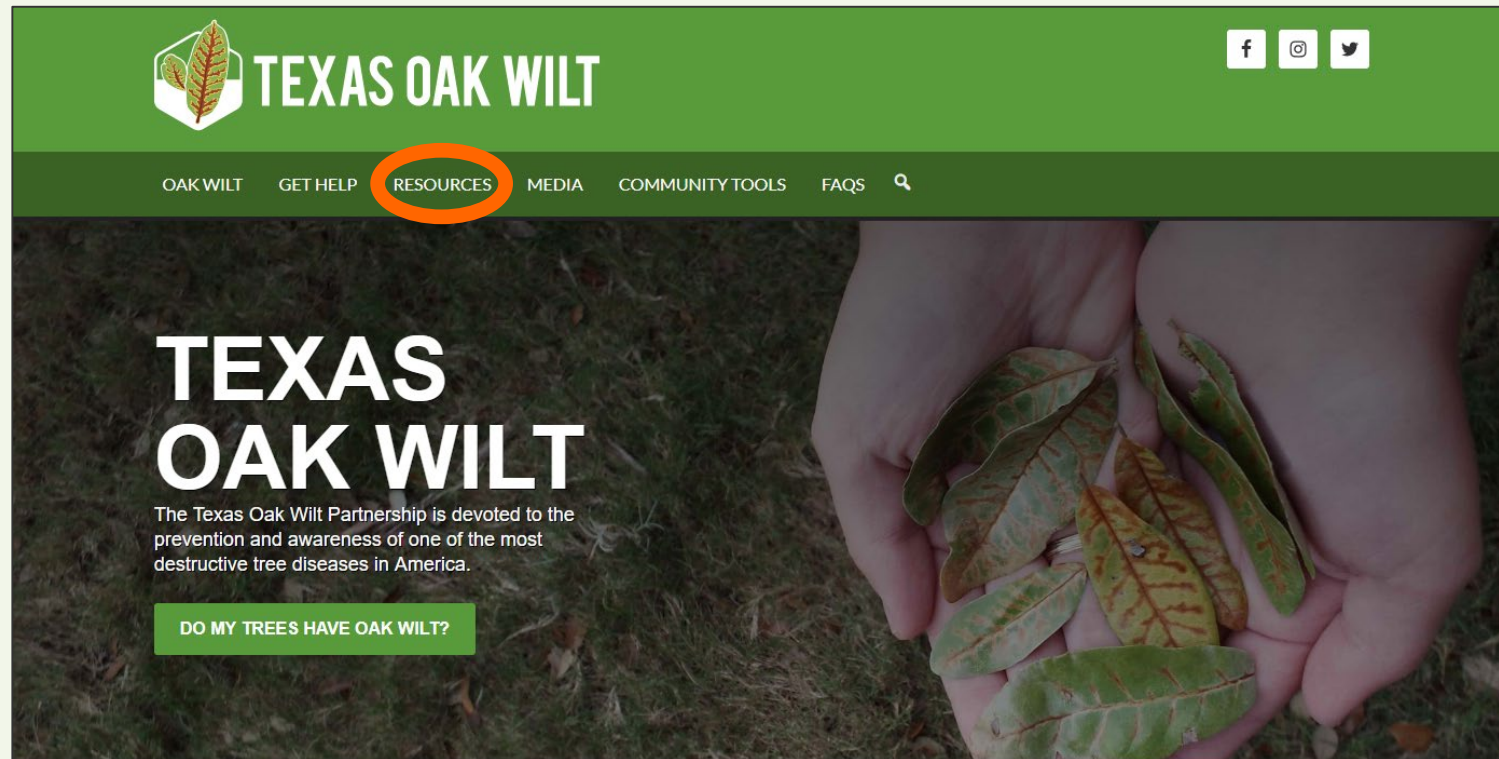 TEXAS OAK WILT
OAK WILT GET HELP RESOURCES MEDIA COMMUNITY TOOLS FAQS
TEXAS
OAK WILT
The Texas Oak Wilt Partnership is devoted to the
prevention and awareness of one of the most
destructive tree diseases in America.
DO MY TREES HAVE OAK WILT?